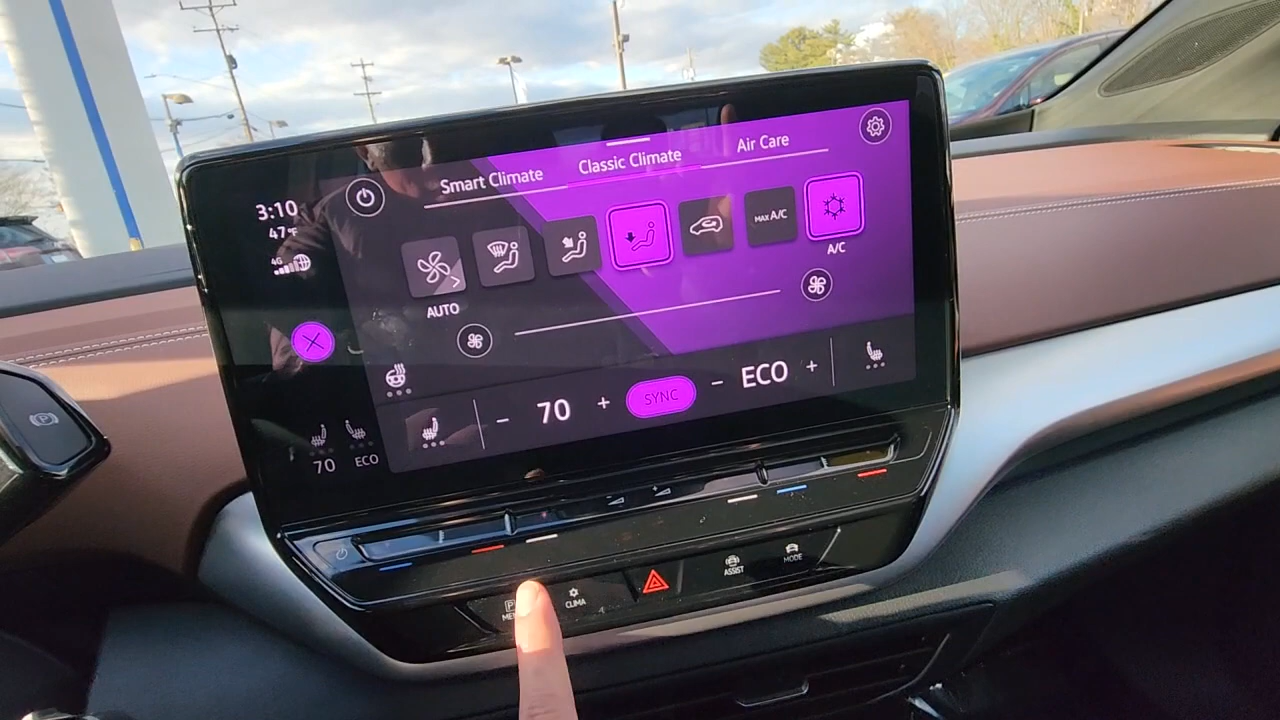 Smart Climate
Classic Climate
Air Care
3:10
47°F
4G
MAX A/C
A/C
AUTO
- 70 +
SYNC
- ECO +
70
ECO
P
CLIMA
ASSIST
MODE